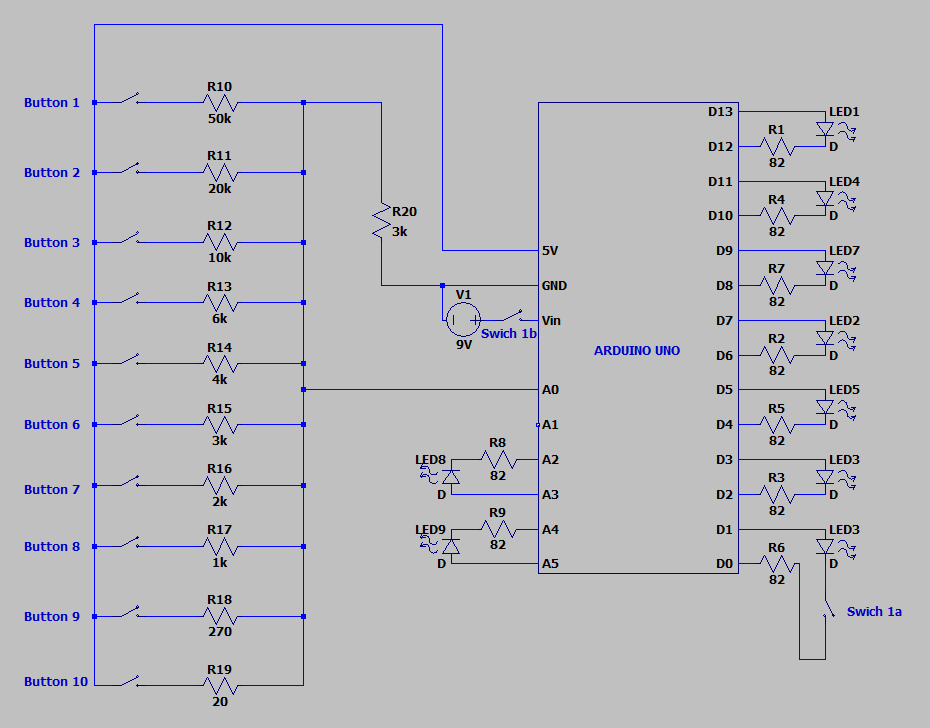 Button 1
R10
50k
Button 2
R11
20k
Button 3
R12
10k
Button 4
R13
6k
Button 5
R14
4k
Button 6
R15
3k
Button 7
R16
2k
Button 8
R17
1k
Button 9
R18
270
Button 10
R19
20
R20
3k
V1
9V
Swich 1b
5V
GND
Vin
A0
A1
A2
A3
A4
A5
ARDUINO UNO
LED8
R8
82
D
LED9
R9
82
D
D13
LED1
D12
R1
82
D
D11
LED4
D10
R4
82
D
D9
LED7
D8
R7
82
D
D7
LED2
D6
R2
82
D
D5
LED5
D4
R5
82
D
D3
LED3
D2
R3
82
D
D1
LED3
D0
R6
82
D
Swich 1a